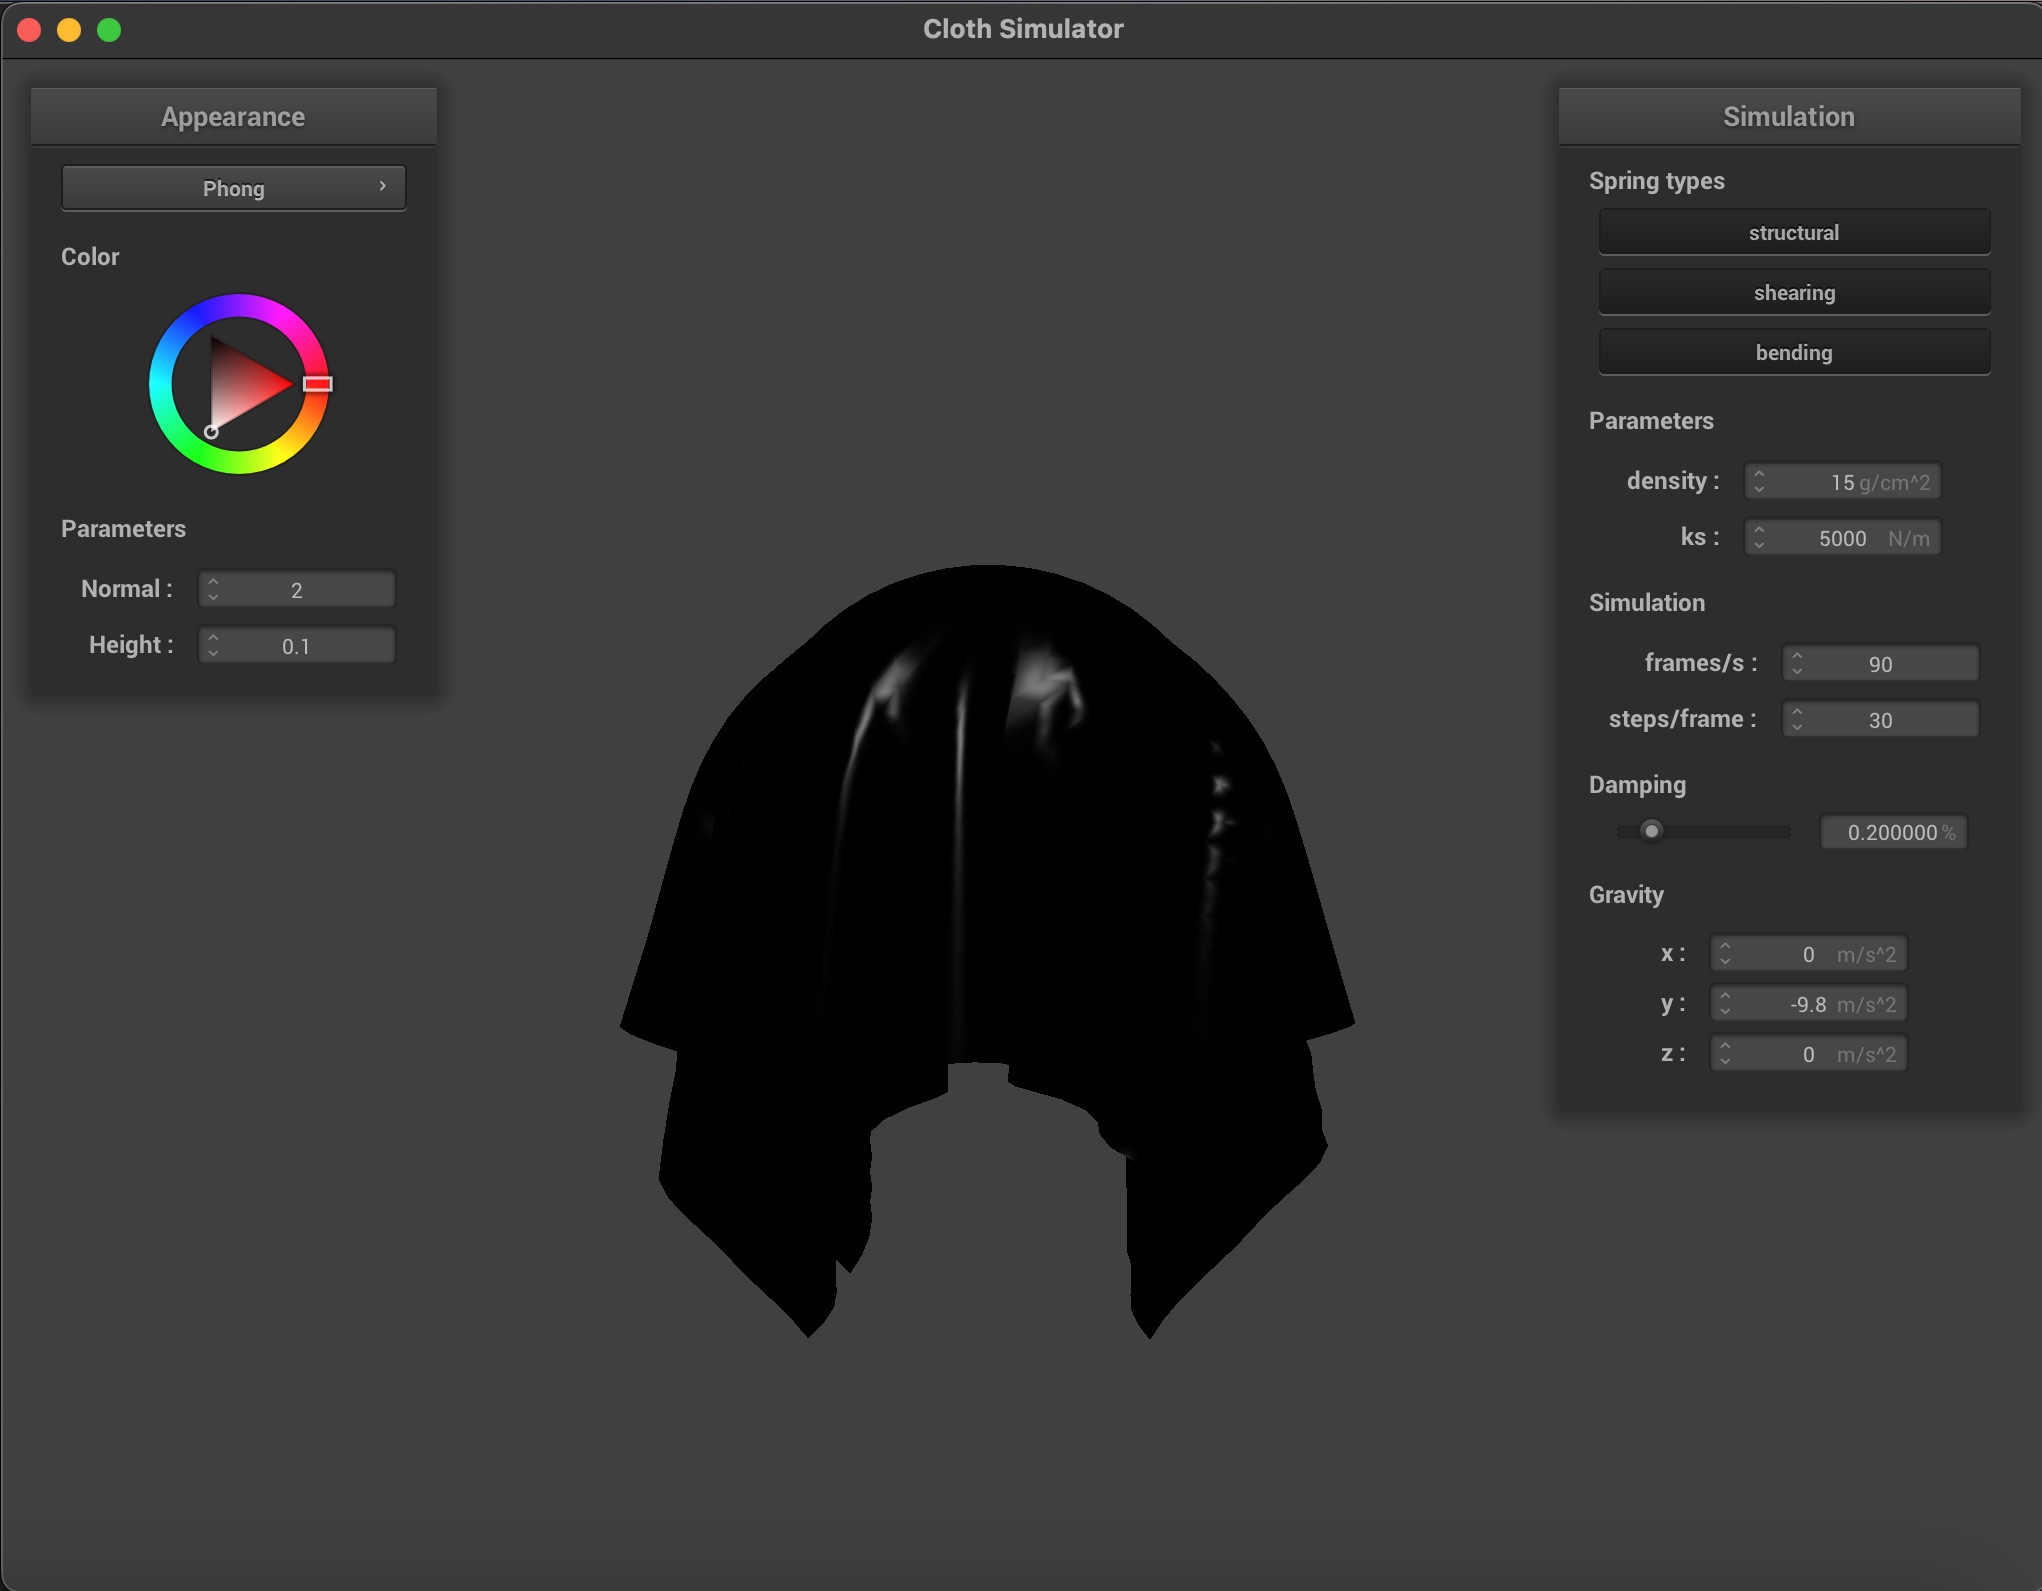 Cloth Simulator
Appearance
Phong ›
Color
Parameters
Normal : 2
Height : 0.1
Simulation
Spring types
structural
shearing
bending
Parameters
density : 15 g/cm^2
ks : 5000 N/m
Simulation
frames/s : 90
steps/frame : 30
Damping
0.200000 %
Gravity
x : 0 m/s^2
y : -9.8 m/s^2
z : 0 m/s^2